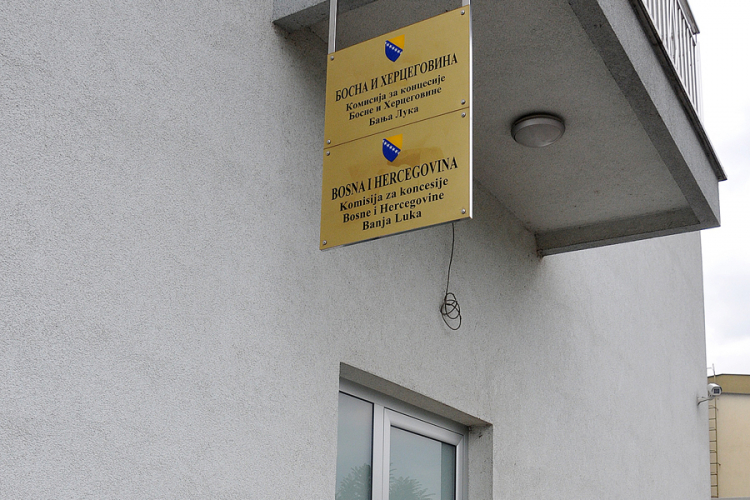 БОСНА И ХЕРЦЕГОВИНА
Комисија за концесије
Босне и Херцеговине
Бања Лука
BOSNA I HERCEGOVINA
Komisija za koncesije
Bosne i Hercegovine
Banja Luka